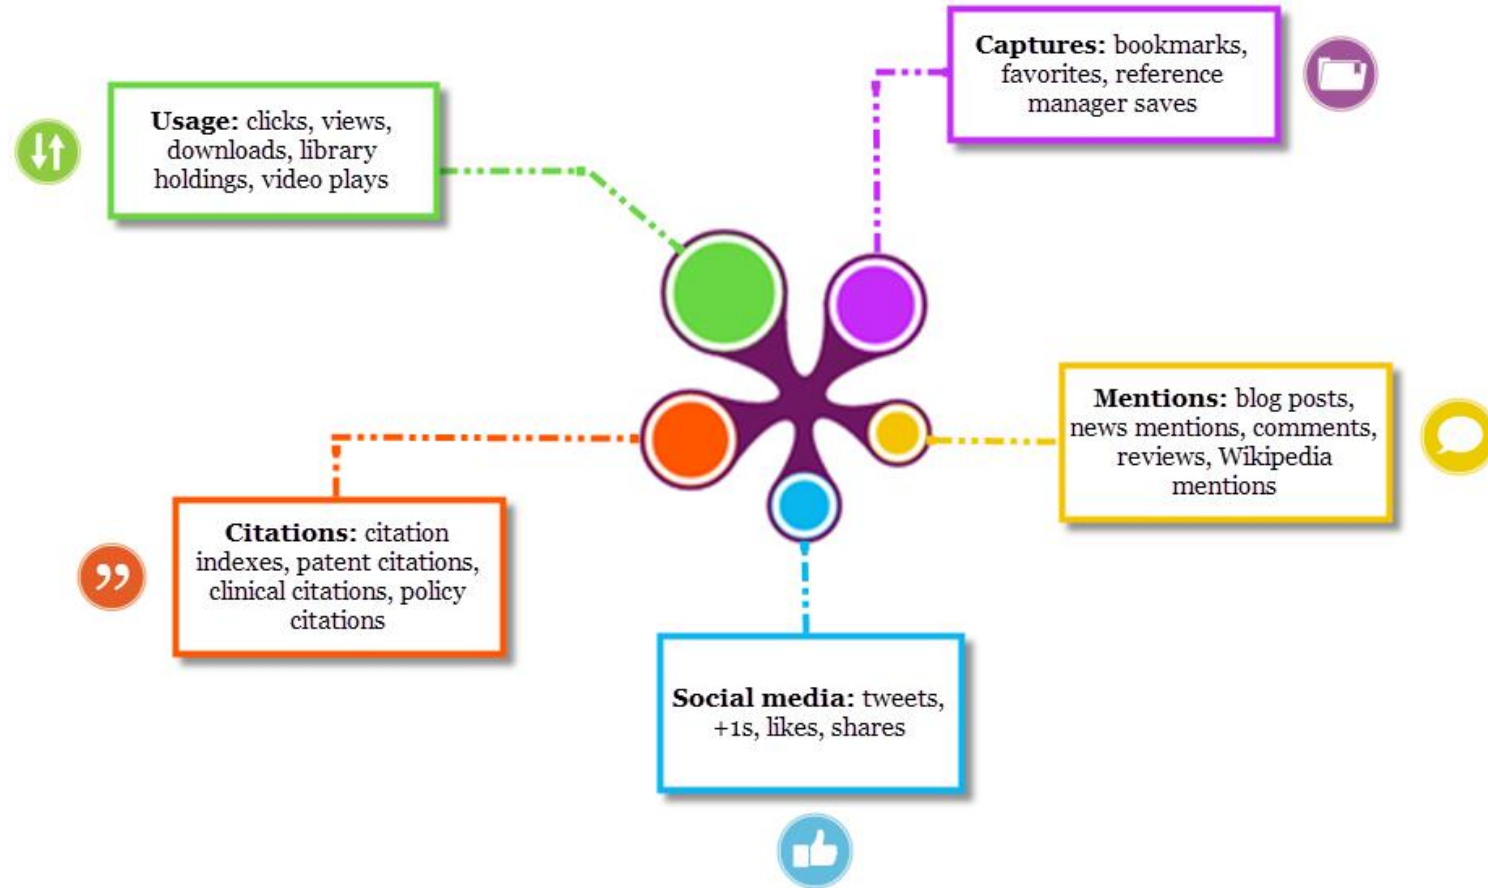 Captures: bookmarks,
favorites, reference
manager saves
Usage: clicks, views,
downloads, library
holdings, video plays
Mentions: blog posts,
news mentions, comments,
reviews, Wikipedia
mentions
Citations: citation
indexes, patent citations,
clinical citations, policy
citations
Social media: tweets,
+1s, likes, shares